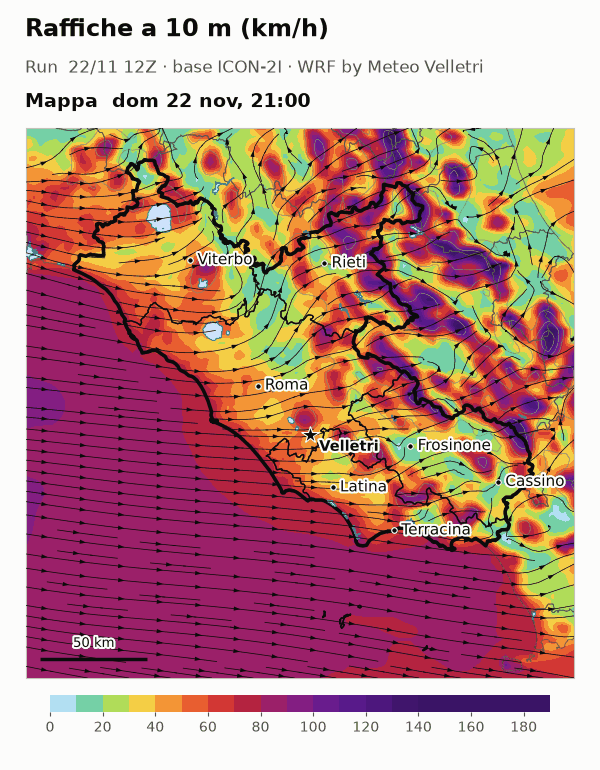 Raffiche a 10 m (km/h)
Run 22/11 12Z · base ICON-2I · WRF by Meteo Velletri
Mappa dom 22 nov, 21:00
Viterbo
Rieti
Roma
Velletri
Frosinone
Latina
Cassino
Terracina
50 km
0 20 40 60 80 100 120 140 160 180